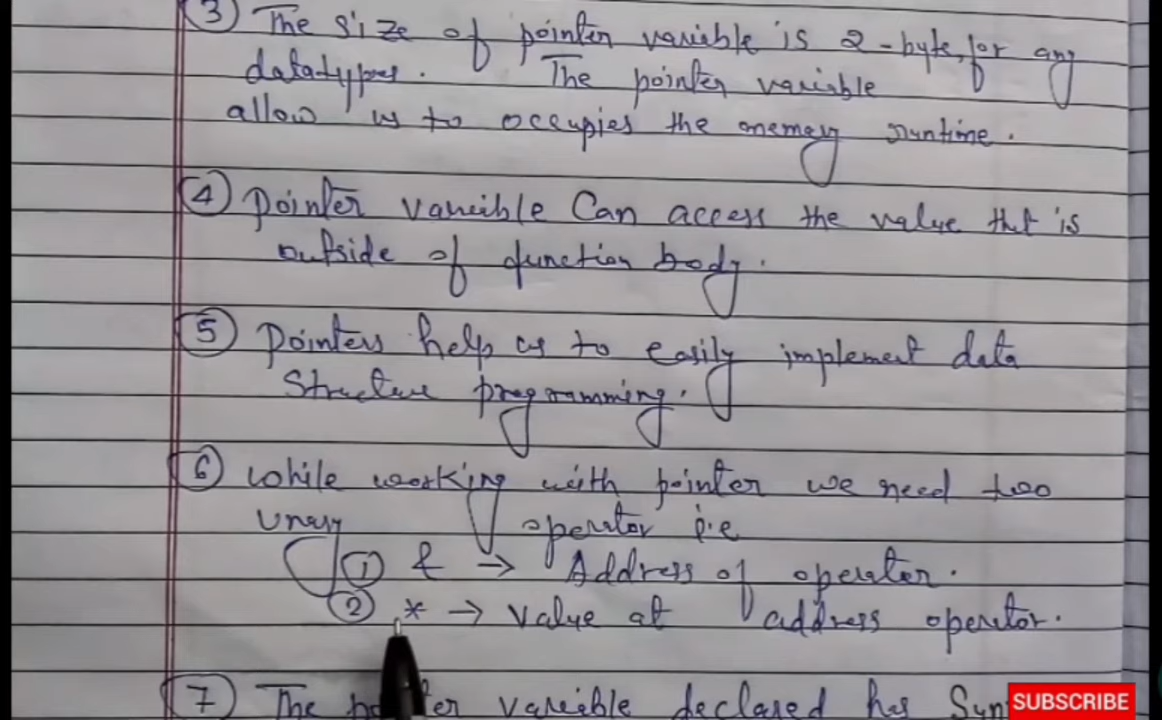 3) The size of pointer variable is 2-byte, for any
datatypes. The pointer variable
allow us to occupies the memory runtime.
4) Pointer variable Can access the value that is
outside of function body.
5) Pointers help us to easily implement data
Structure programming.
6) While working with pointer we need two
unary operator i.e
1) & → Address of operator.
2) * → Value at address operator.
7) The variable declared has
SUBSCRIBE